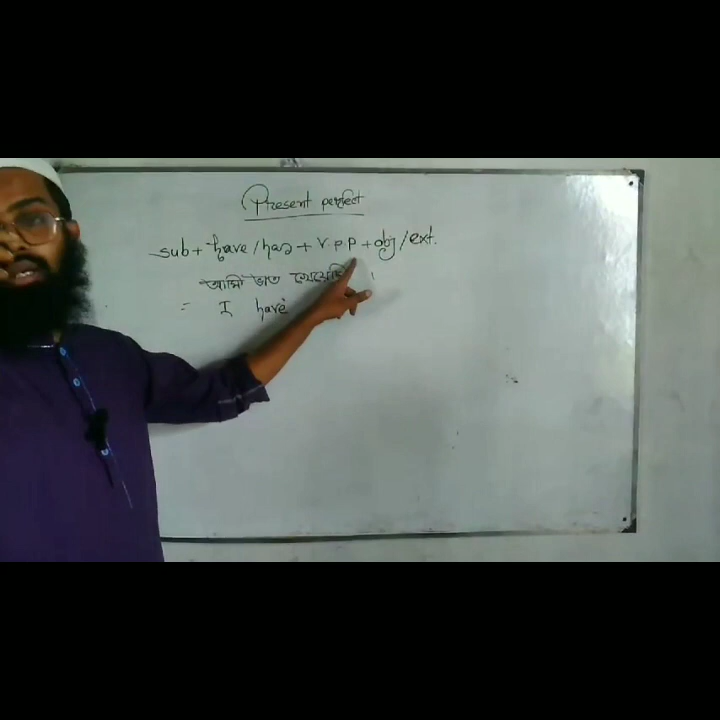 Present perfect
sub + have / has + V.P.P + obj / ext.
আমি ভাত
= I have